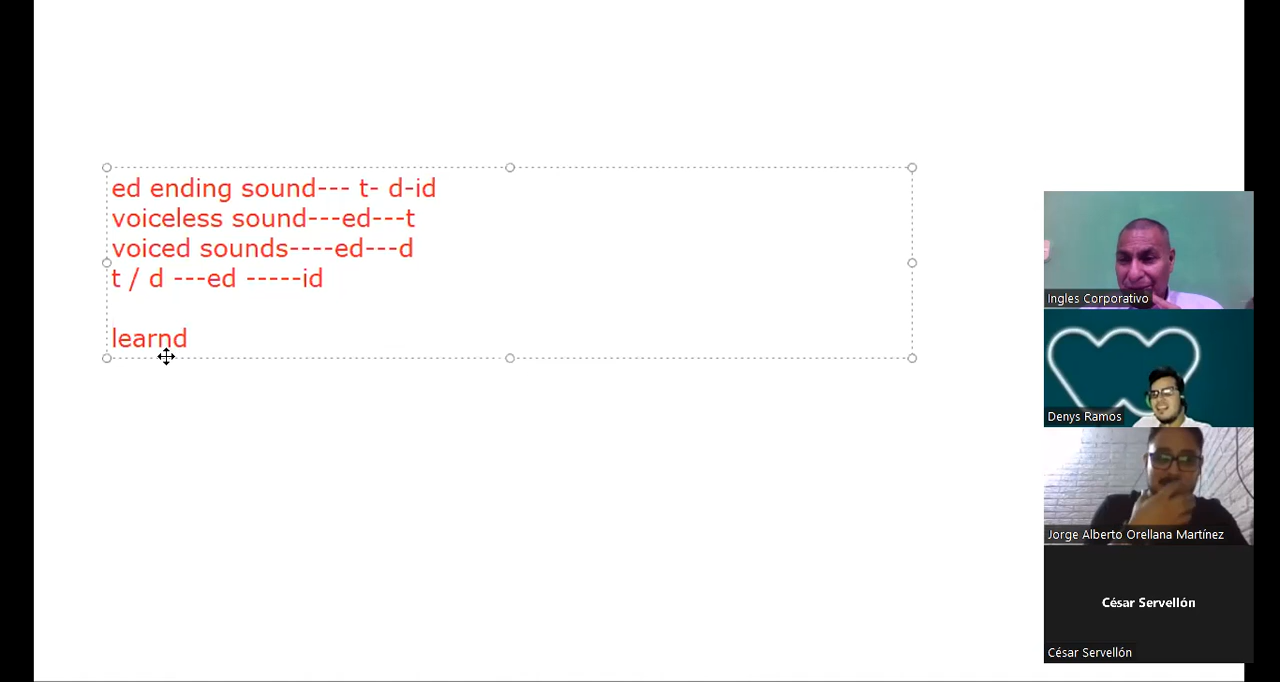 ed ending sound--- t- d-id
voiceless sound---ed---t
voiced sounds----ed---d
t / d ---ed -----id
learnd
Ingles Corporativo
Denys Ramos
Jorge Alberto Orellana Martínez
César Servellón
César Servellón